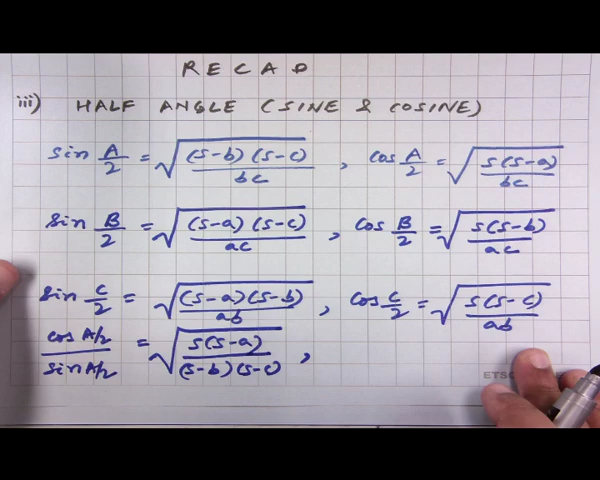 RECAP
iii) HALF ANGLE (SINE & COSINE)
sin A/2 = √((s-b)(s-c)/bc) , cos A/2 = √(s(s-a)/bc)
sin B/2 = √((s-a)(s-c)/ac) , cos B/2 = √(s(s-b)/ac)
sin C/2 = √((s-a)(s-b)/ab) , cos C/2 = √(s(s-c)/ab)
cos A/2 / sin A/2 = √(s(s-a)/(s-b)(s-c)) ,